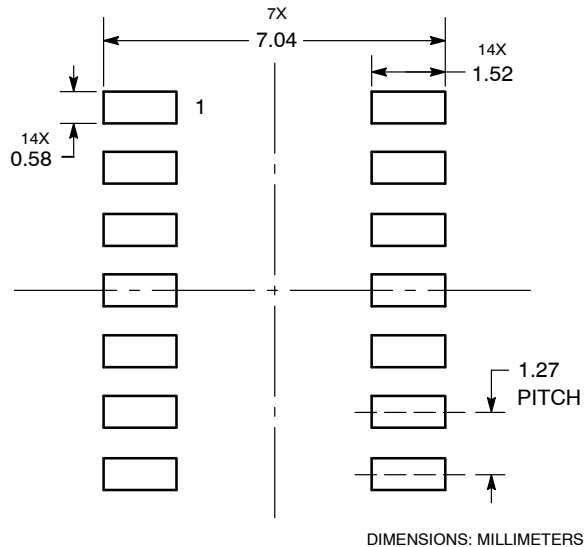 7X
7.04
14X
1.52
1
14X
0.58
1.27
PITCH
DIMENSIONS: MILLIMETERS